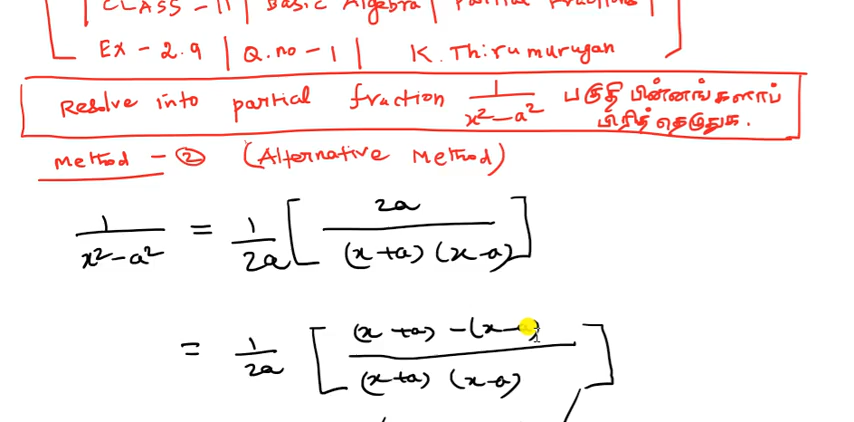 CLASS - 11 | Basic Algebra | Partial Fractions |
Ex - 2.9 | Q.no - 1 | K. Thirumurugan
Resolve into partial fraction 1/(x² - a²) பகுதி பின்னங்களாப்
பிரித்தெடுதுக.
Method - ② (Alternative Method)
1/(x² - a²) = 1/2a [ 2a/((x + a) (x - a)) ]
= 1/2a [ ((x + a) - (x - a))/((x + a) (x - a)) ]